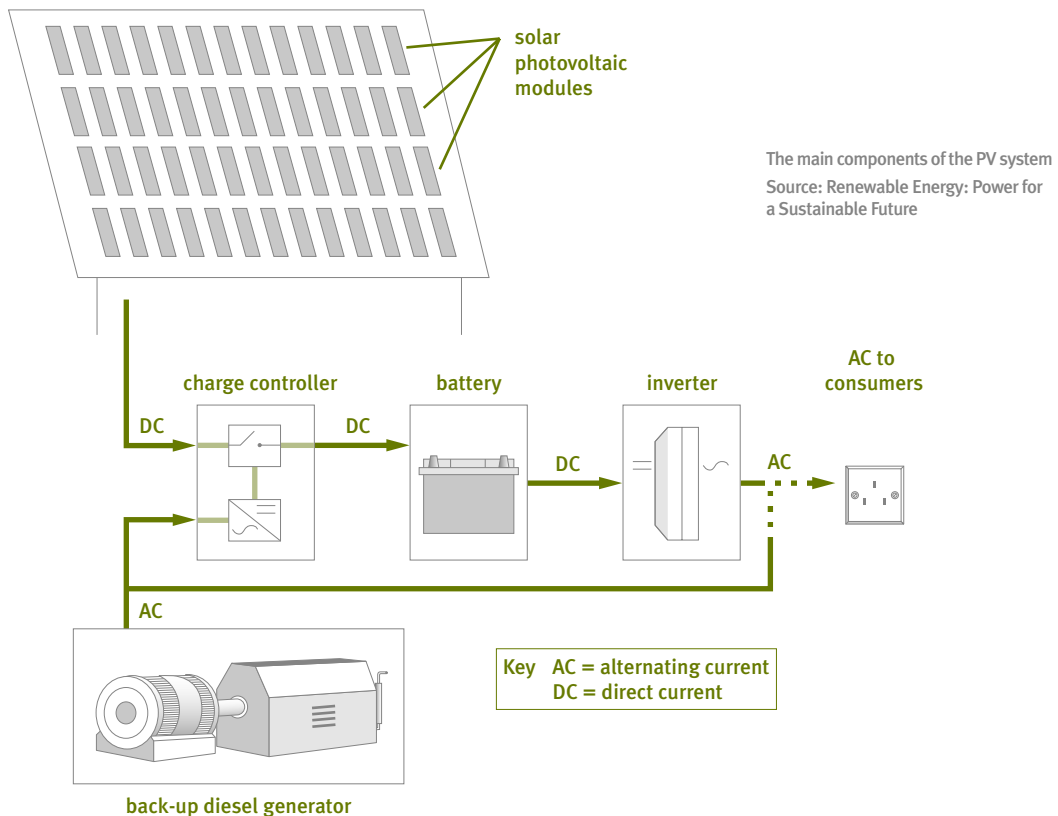 solar
photovoltaic
modules
The main components of the PV system
Source: Renewable Energy: Power for
a Sustainable Future
charge controller
battery
inverter
AC to
consumers
DC
DC
DC
AC
AC
Key AC = alternating current
DC = direct current
back-up diesel generator